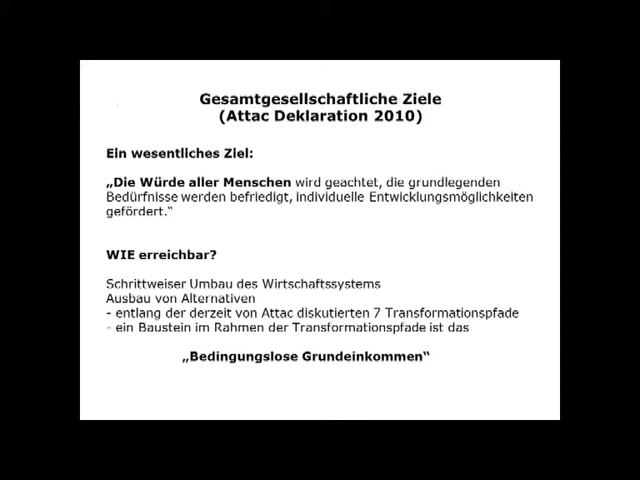 Gesamtgesellschaftliche Ziele
(Attac Deklaration 2010)
Ein wesentliches Ziel:
„Die Würde aller Menschen wird geachtet, die grundlegenden
Bedürfnisse werden befriedigt, individuelle Entwicklungsmöglichkeiten
gefördert.“
WIE erreichbar?
Schrittweiser Umbau des Wirtschaftssystems
Ausbau von Alternativen
- entlang der derzeit von Attac diskutierten 7 Transformationspfade
- ein Baustein im Rahmen der Transformationspfade ist das
„Bedingungslose Grundeinkommen“